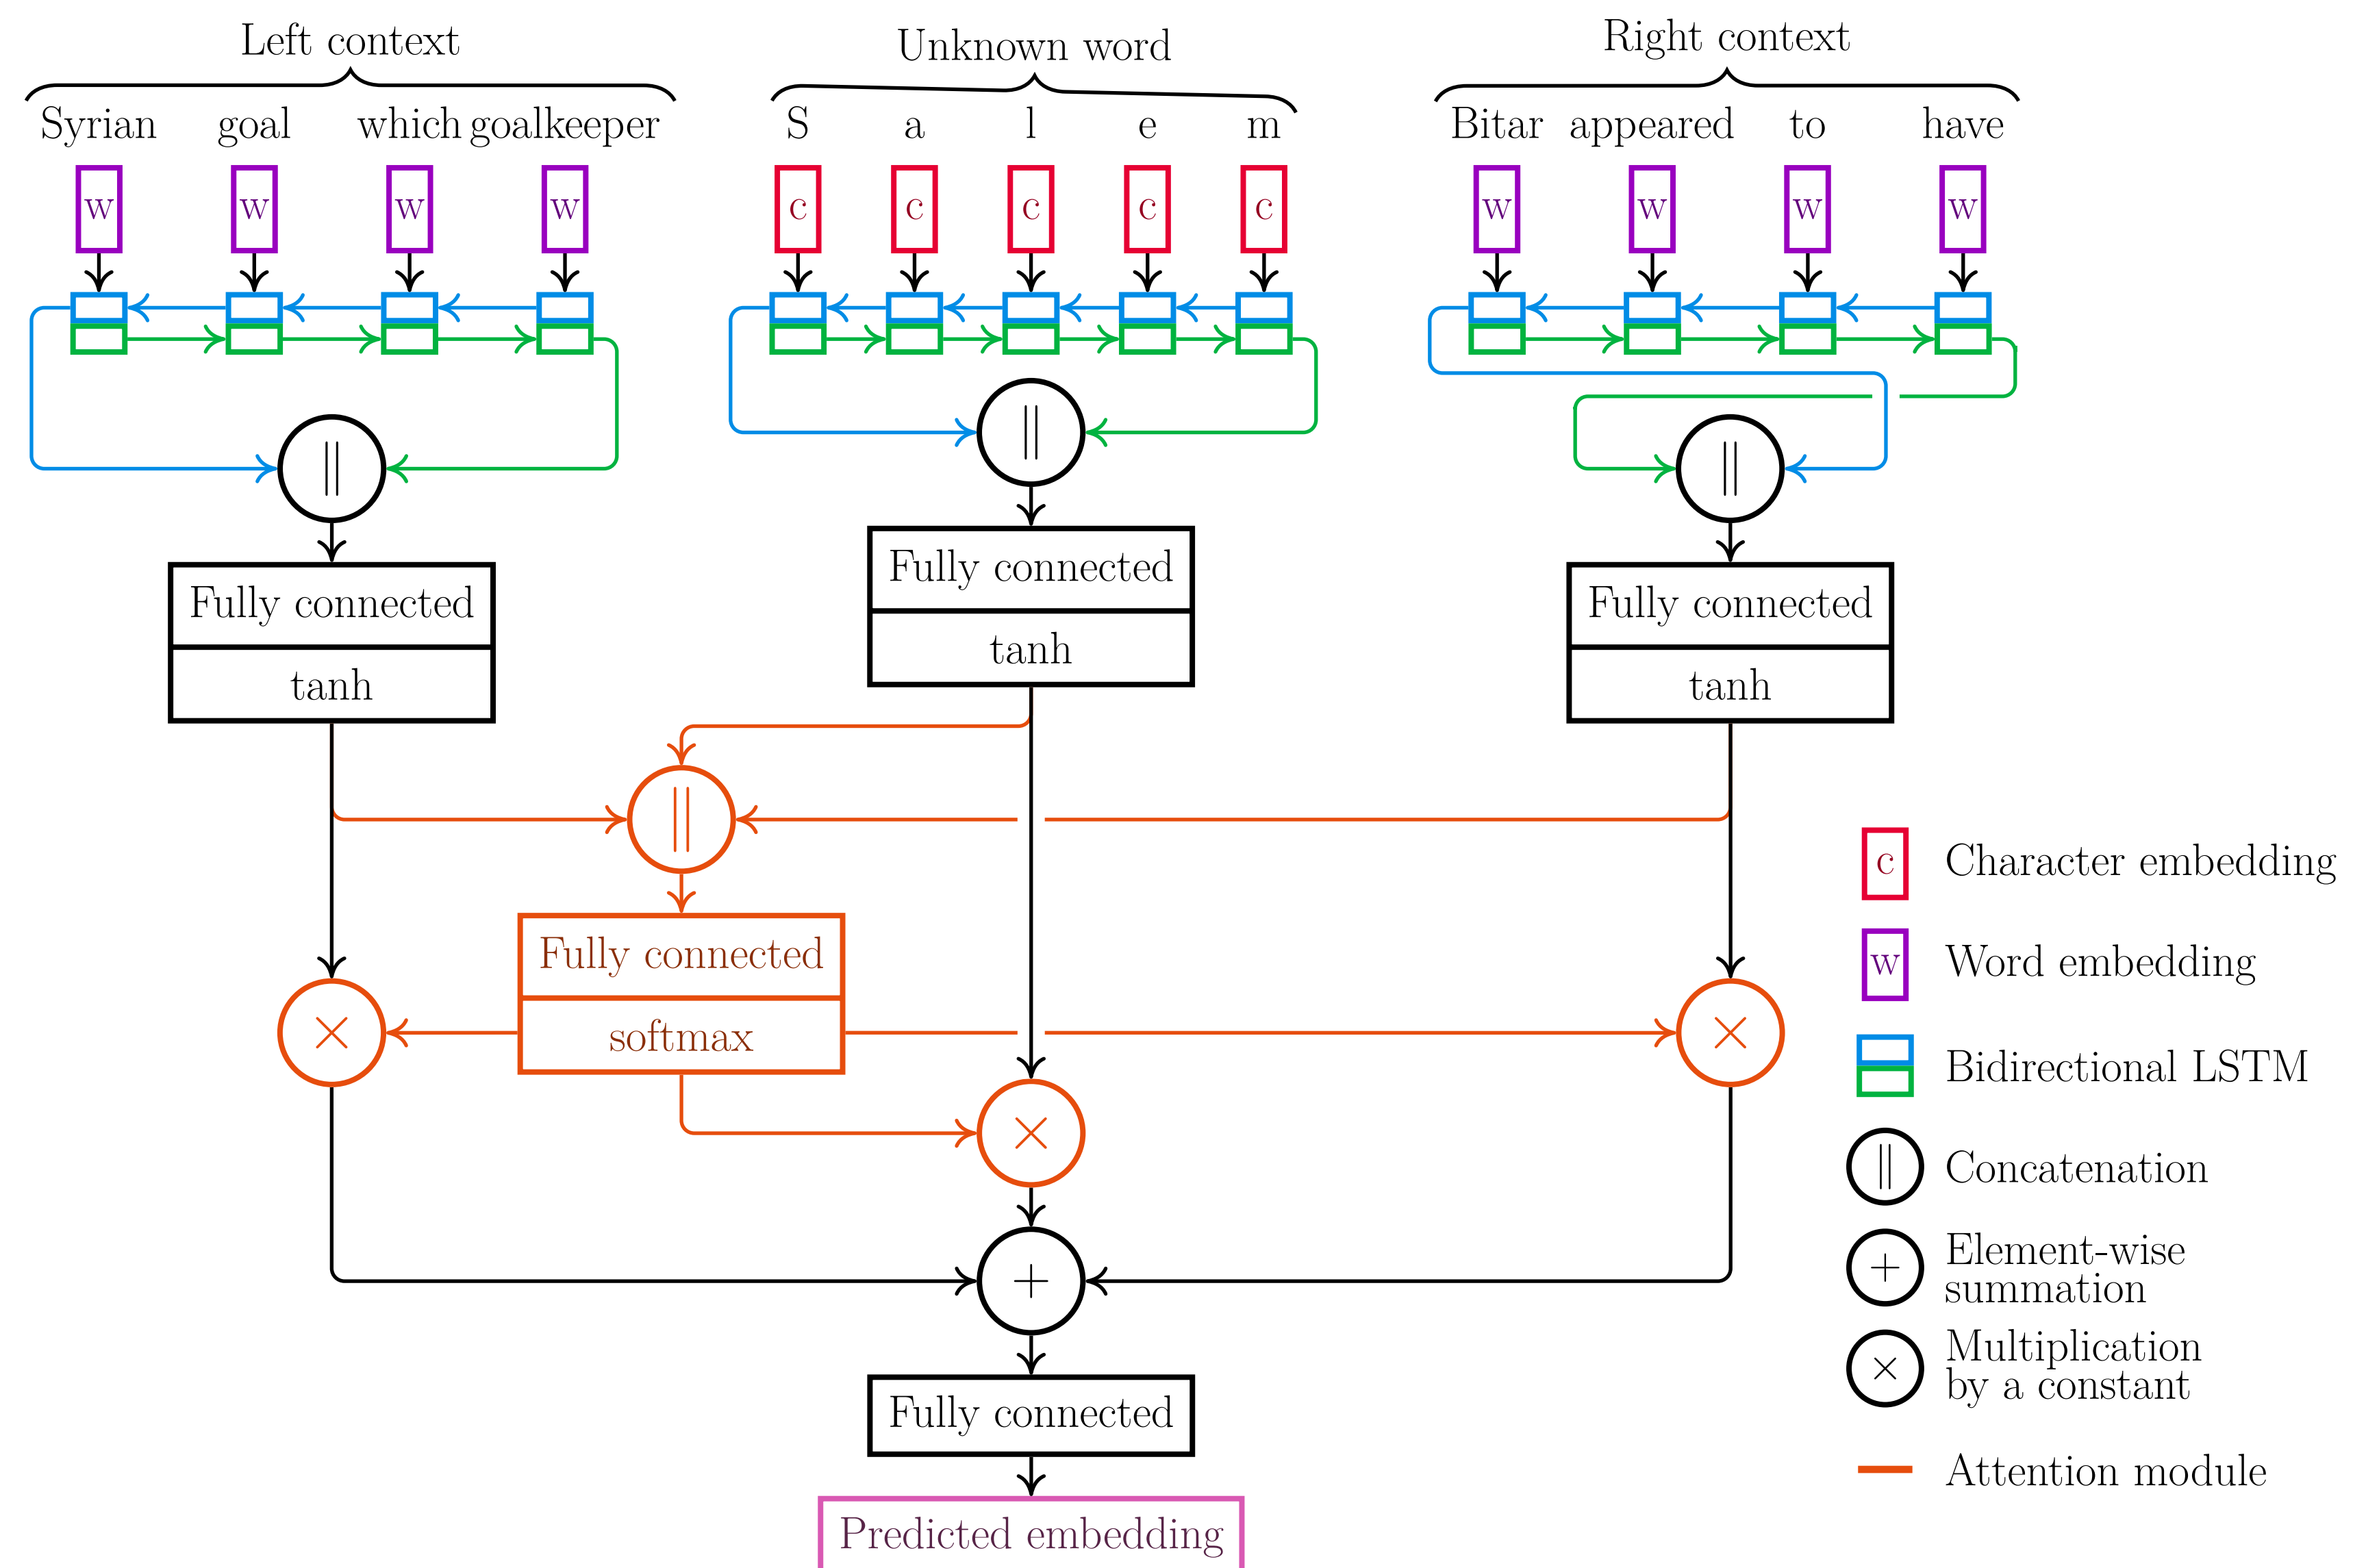 Left context
Unknown word
Right context
Syrian goal which goalkeeper
S a l e m
Bitar appeared to have
w w w w
c c c c c
w w w w
∥
∥
∥
Fully connected
tanh
Fully connected
tanh
Fully connected
tanh
∥
Fully connected
softmax
×
×
×
+
Fully connected
Predicted embedding
c Character embedding
w Word embedding
Bidirectional LSTM
∥ Concatenation
+ Element-wise
summation
× Multiplication
by a constant
Attention module